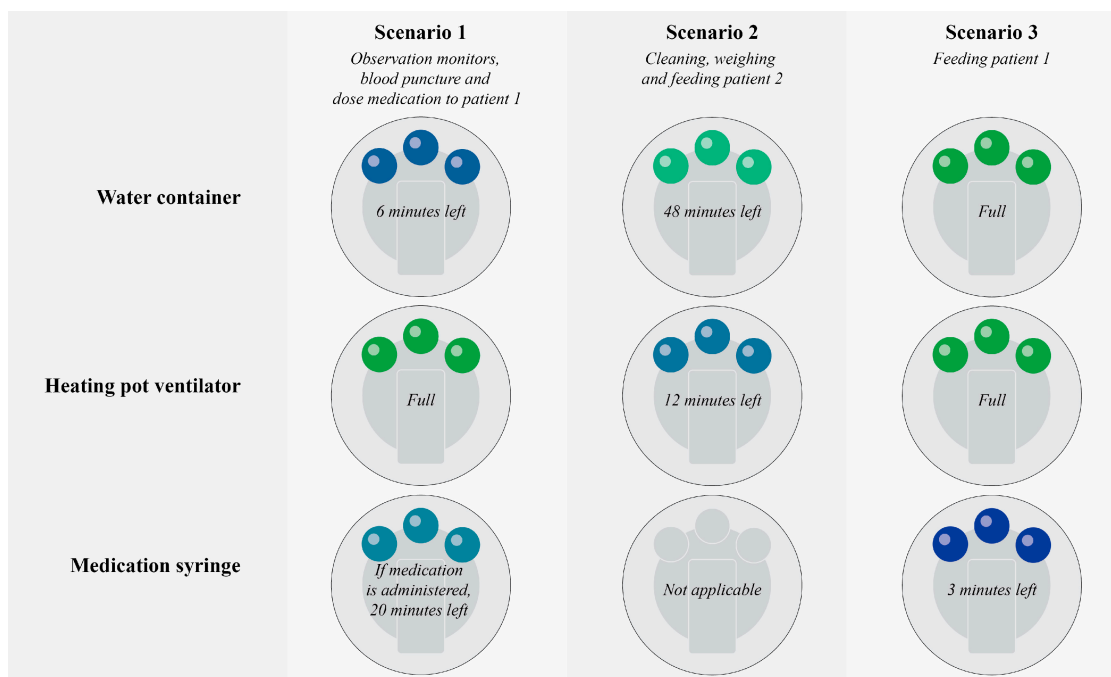 Scenario 1
Observation monitors,
blood puncture and
dose medication to patient 1
Scenario 2
Cleaning, weighing
and feeding patient 2
Scenario 3
Feeding patient 1
Water container
6 minutes left
48 minutes left
Full
Heating pot ventilator
Full
12 minutes left
Full
Medication syringe
If medication
is administered,
20 minutes left
Not applicable
3 minutes left